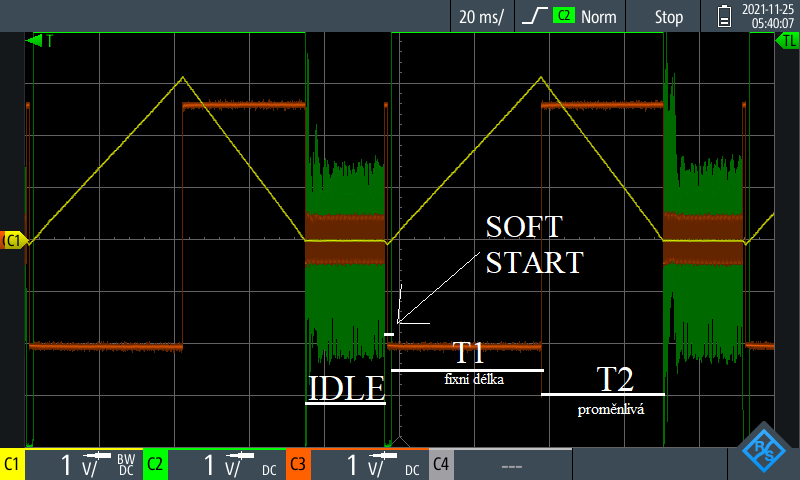 20 ms/ C2 Norm Stop 2021-11-25
05:40:07
T TL
C1
SOFT
START
T1
fixní délka
IDLE
T2
proměnlivá
C1 1 V/ BW DC C2 1 V/ DC C3 1 V/ DC C4 ---
R&S